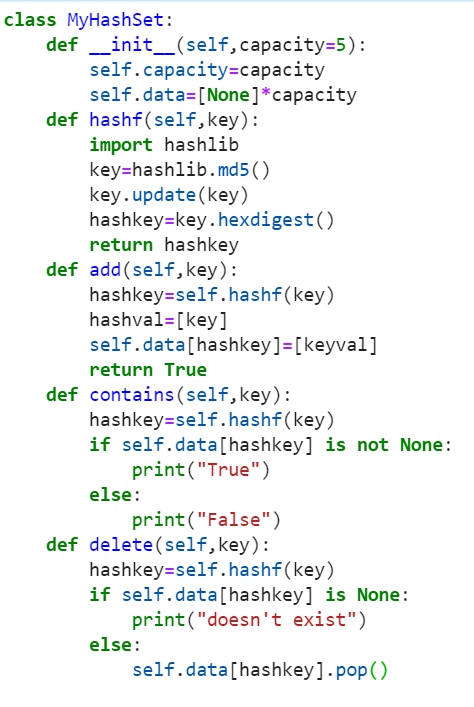 class MyHashSet:
    def __init__(self,capacity=5):
        self.capacity=capacity
        self.data=[None]*capacity
    def hashf(self,key):
        import hashlib
        key=hashlib.md5()
        key.update(key)
        hashkey=key.hexdigest()
        return hashkey
    def add(self,key):
        hashkey=self.hashf(key)
        hashval=[key]
        self.data[hashkey]=[keyval]
        return True
    def contains(self,key):
        hashkey=self.hashf(key)
        if self.data[hashkey] is not None:
            print("True")
        else:
            print("False")
    def delete(self,key):
        hashkey=self.hashf(key)
        if self.data[hashkey] is None:
            print("doesn't exist")
        else:
            self.data[hashkey].pop()